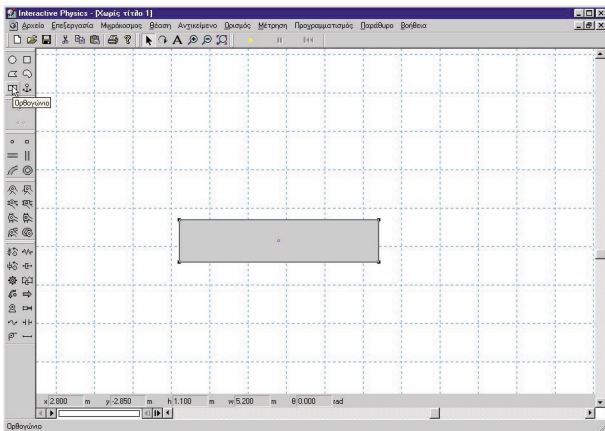 Interactive Physics - [Χωρίς τίτλο 1]
Αρχείο Επεξεργασία Μικρόκοσμος Θέαση Αντικείμενο Ορισμός Μέτρηση Προγραμματισμός Παράθυρο Βοήθεια
A
Ορθογώνιο
x 2.800 m y -2.850 m h 1.100 m w 5.200 m θ 0.000 rad
Ορθογώνιο